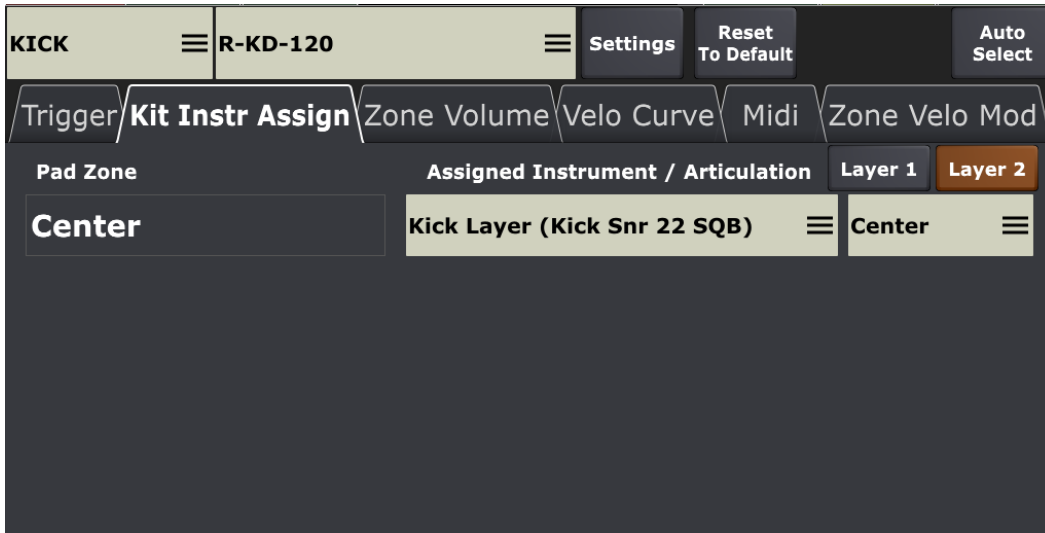 KICK
R-KD-120
Settings
Reset
To Default
Auto
Select
Trigger
Kit Instr Assign
Zone Volume
Velo Curve
Midi
Zone Velo Mod
Pad Zone
Assigned Instrument / Articulation
Layer 1
Layer 2
Center
Kick Layer (Kick Snr 22 SQB)
Center